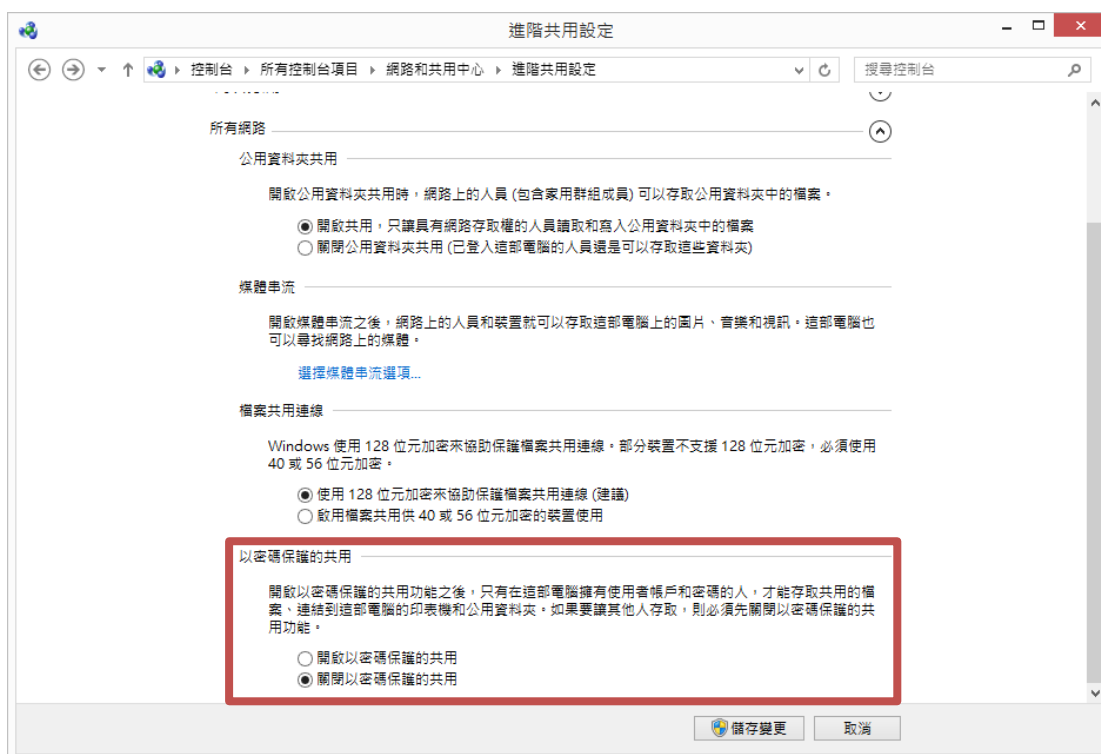 進階共用設定
控制台 ▸ 所有控制台項目 ▸ 網路和共用中心 ▸ 進階共用設定
搜尋控制台
所有網路
公用資料夾共用
開啟公用資料夾共用時，網路上的人員 (包含家用群組成員) 可以存取公用資料夾中的檔案。
開啟共用，只讓具有網路存取權的人員讀取和寫入公用資料夾中的檔案
關閉公用資料夾共用 (已登入這部電腦的人員還是可以存取這些資料夾)
媒體串流
開啟媒體串流之後，網路上的人員和裝置就可以存取這部電腦上的圖片、音樂和視訊。這部電腦也
可以尋找網路上的媒體。
選擇媒體串流選項...
檔案共用連線
Windows 使用 128 位元加密來協助保護檔案共用連線。部分裝置不支援 128 位元加密，必須使用
40 或 56 位元加密。
使用 128 位元加密來協助保護檔案共用連線 (建議)
啟用檔案共用供 40 或 56 位元加密的裝置使用
以密碼保護的共用
開啟以密碼保護的共用功能之後，只有在這部電腦擁有使用者帳戶和密碼的人，才能存取共用的檔
案、連結到這部電腦的印表機和公用資料夾。如果要讓其他人存取，則必須先關閉以密碼保護的共
用功能。
開啟以密碼保護的共用
關閉以密碼保護的共用
儲存變更
取消